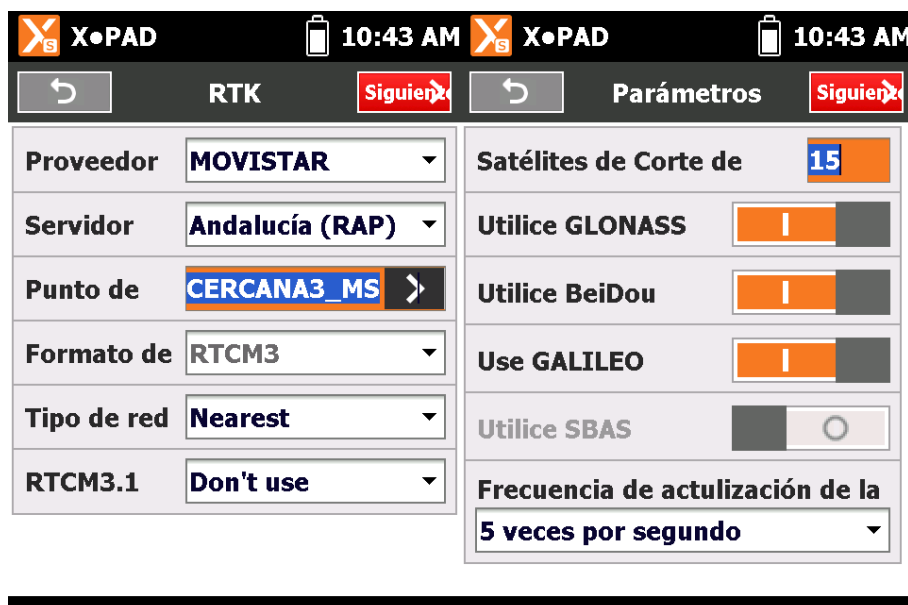 X●PAD 10:43 AM
RTK Siguiente
Proveedor MOVISTAR
Servidor Andalucía (RAP)
Punto de CERCANA3_MS
Formato de RTCM3
Tipo de red Nearest
RTCM3.1 Don't use
X●PAD 10:43 AM
Parámetros Siguiente
Satélites de Corte de 15
Utilice GLONASS
Utilice BeiDou
Use GALILEO
Utilice SBAS
Frecuencia de actulización de la
5 veces por segundo